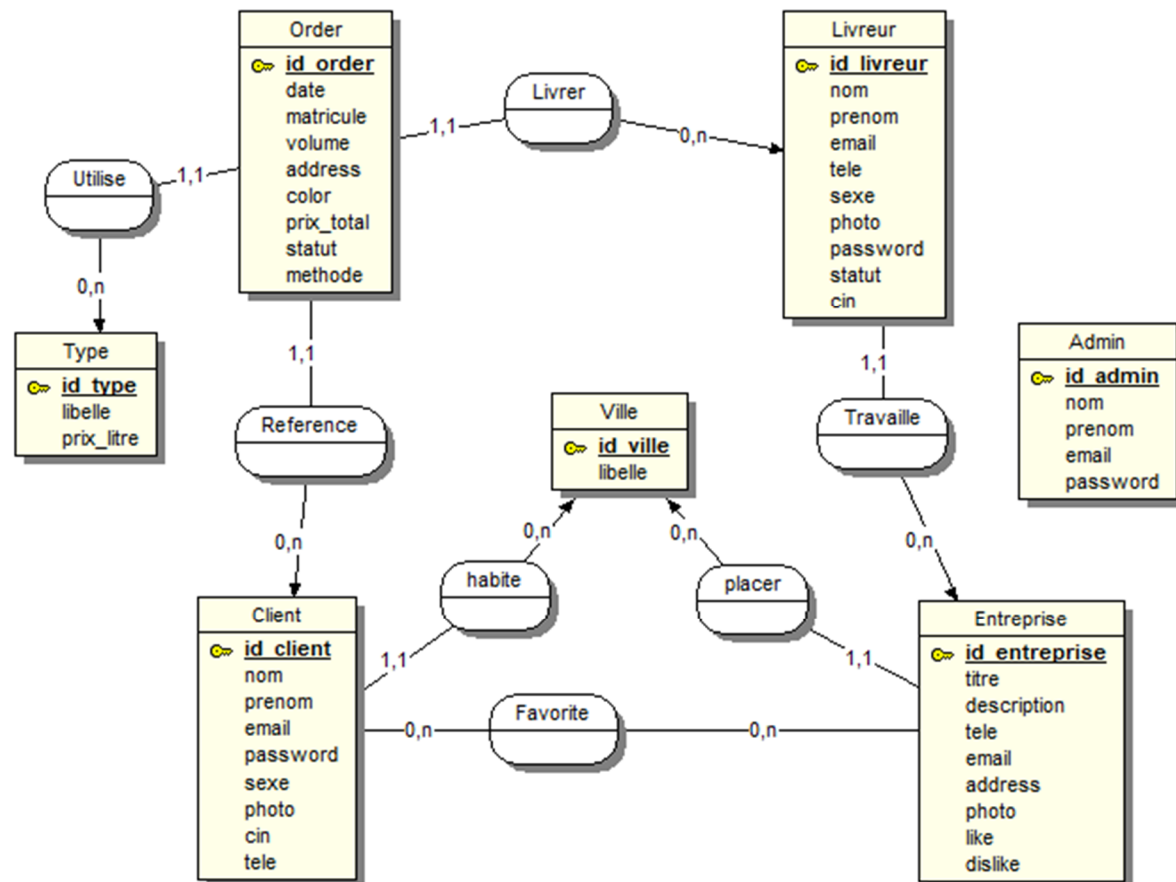 Order
id_order
date
matricule
volume
address
color
prix_total
statut
methode
Livrer
1,1
0,n
Livreur
id_livreur
nom
prenom
email
tele
sexe
photo
password
statut
cin
Utilise
1,1
0,n
Type
id_type
libelle
prix_litre
1,1
Reference
0,n
Ville
id_ville
libelle
1,1
Travaille
0,n
Admin
id_admin
nom
prenom
email
password
0,n
habite
1,1
0,n
placer
1,1
Client
id_client
nom
prenom
email
password
sexe
photo
cin
tele
0,n
Favorite
0,n
Entreprise
id_entreprise
titre
description
tele
email
address
photo
like
dislike